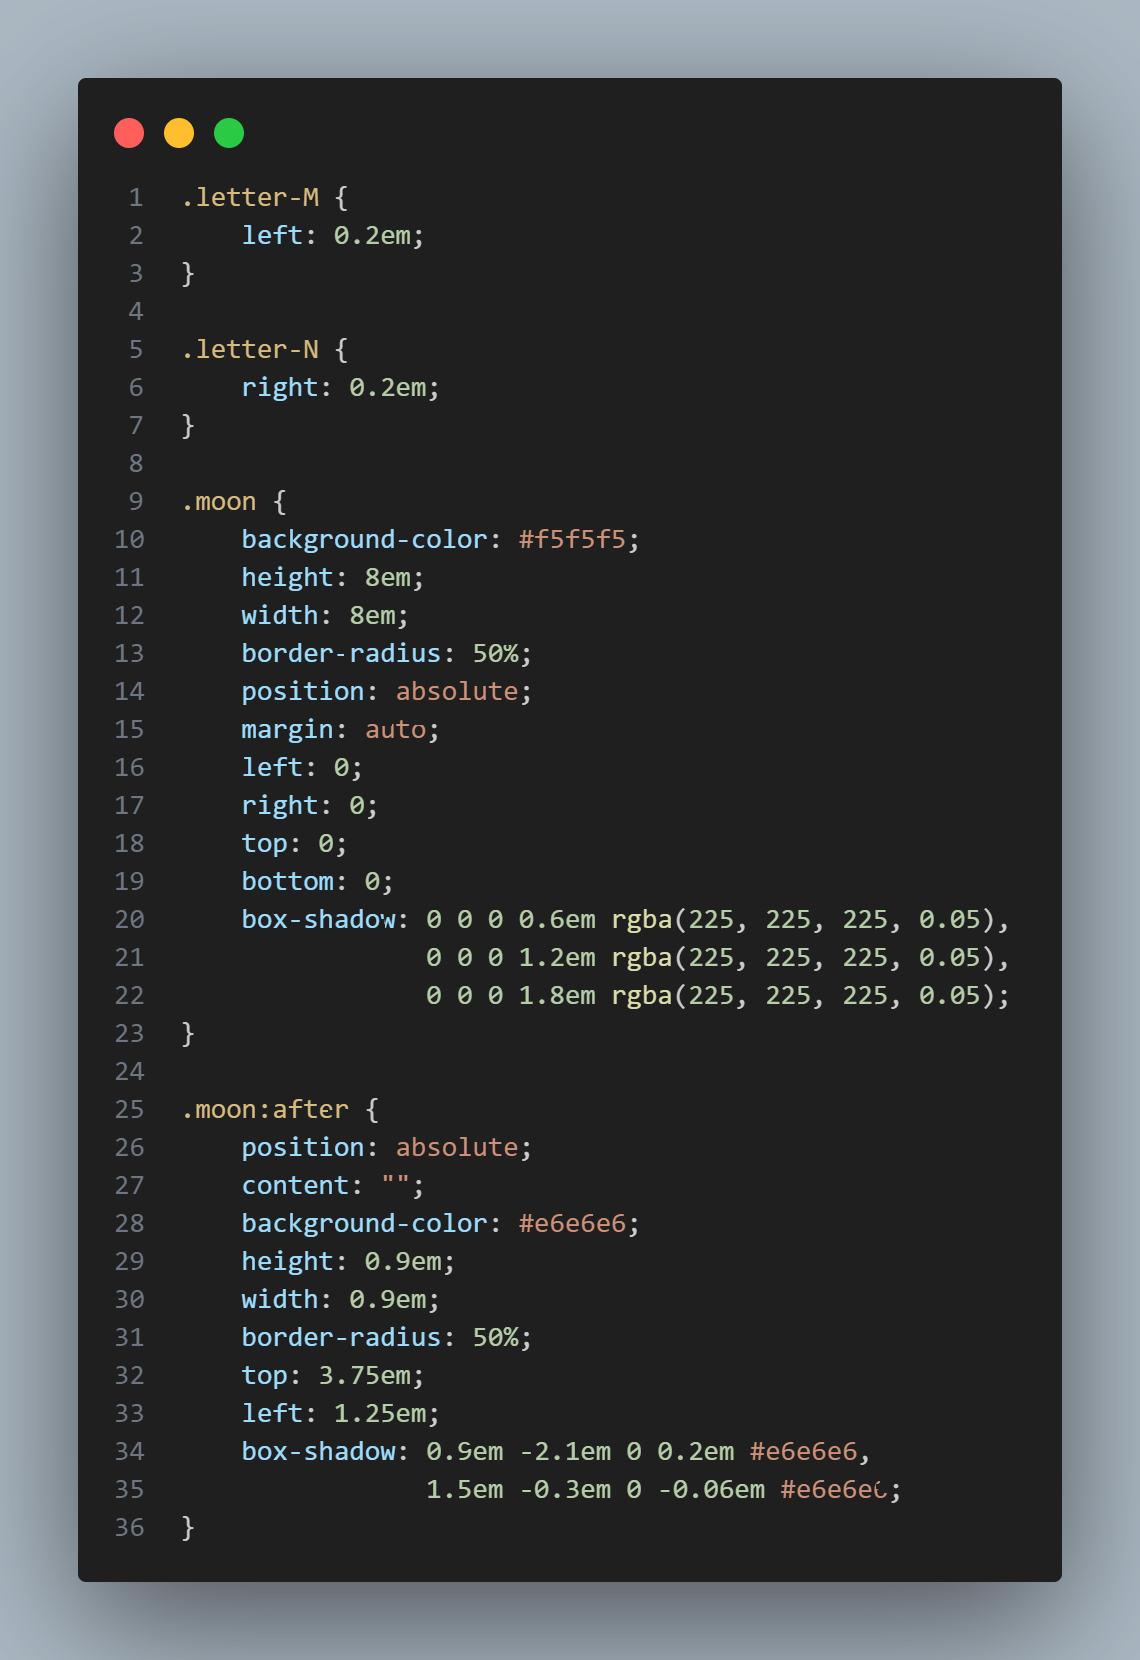 1 .letter-M {
2     left: 0.2em;
3 }
4
5 .letter-N {
6     right: 0.2em;
7 }
8
9 .moon {
10     background-color: #f5f5f5;
11     height: 8em;
12     width: 8em;
13     border-radius: 50%;
14     position: absolute;
15     margin: auto;
16     left: 0;
17     right: 0;
18     top: 0;
19     bottom: 0;
20     box-shadow: 0 0 0 0.6em rgba(225, 225, 225, 0.05),
21                 0 0 0 1.2em rgba(225, 225, 225, 0.05),
22                 0 0 0 1.8em rgba(225, 225, 225, 0.05);
23 }
24
25 .moon:after {
26     position: absolute;
27     content: "";
28     background-color: #e6e6e6;
29     height: 0.9em;
30     width: 0.9em;
31     border-radius: 50%;
32     top: 3.75em;
33     left: 1.25em;
34     box-shadow: 0.9em -2.1em 0 0.2em #e6e6e6,
35                 1.5em -0.3em 0 -0.06em #e6e6e6;
36 }